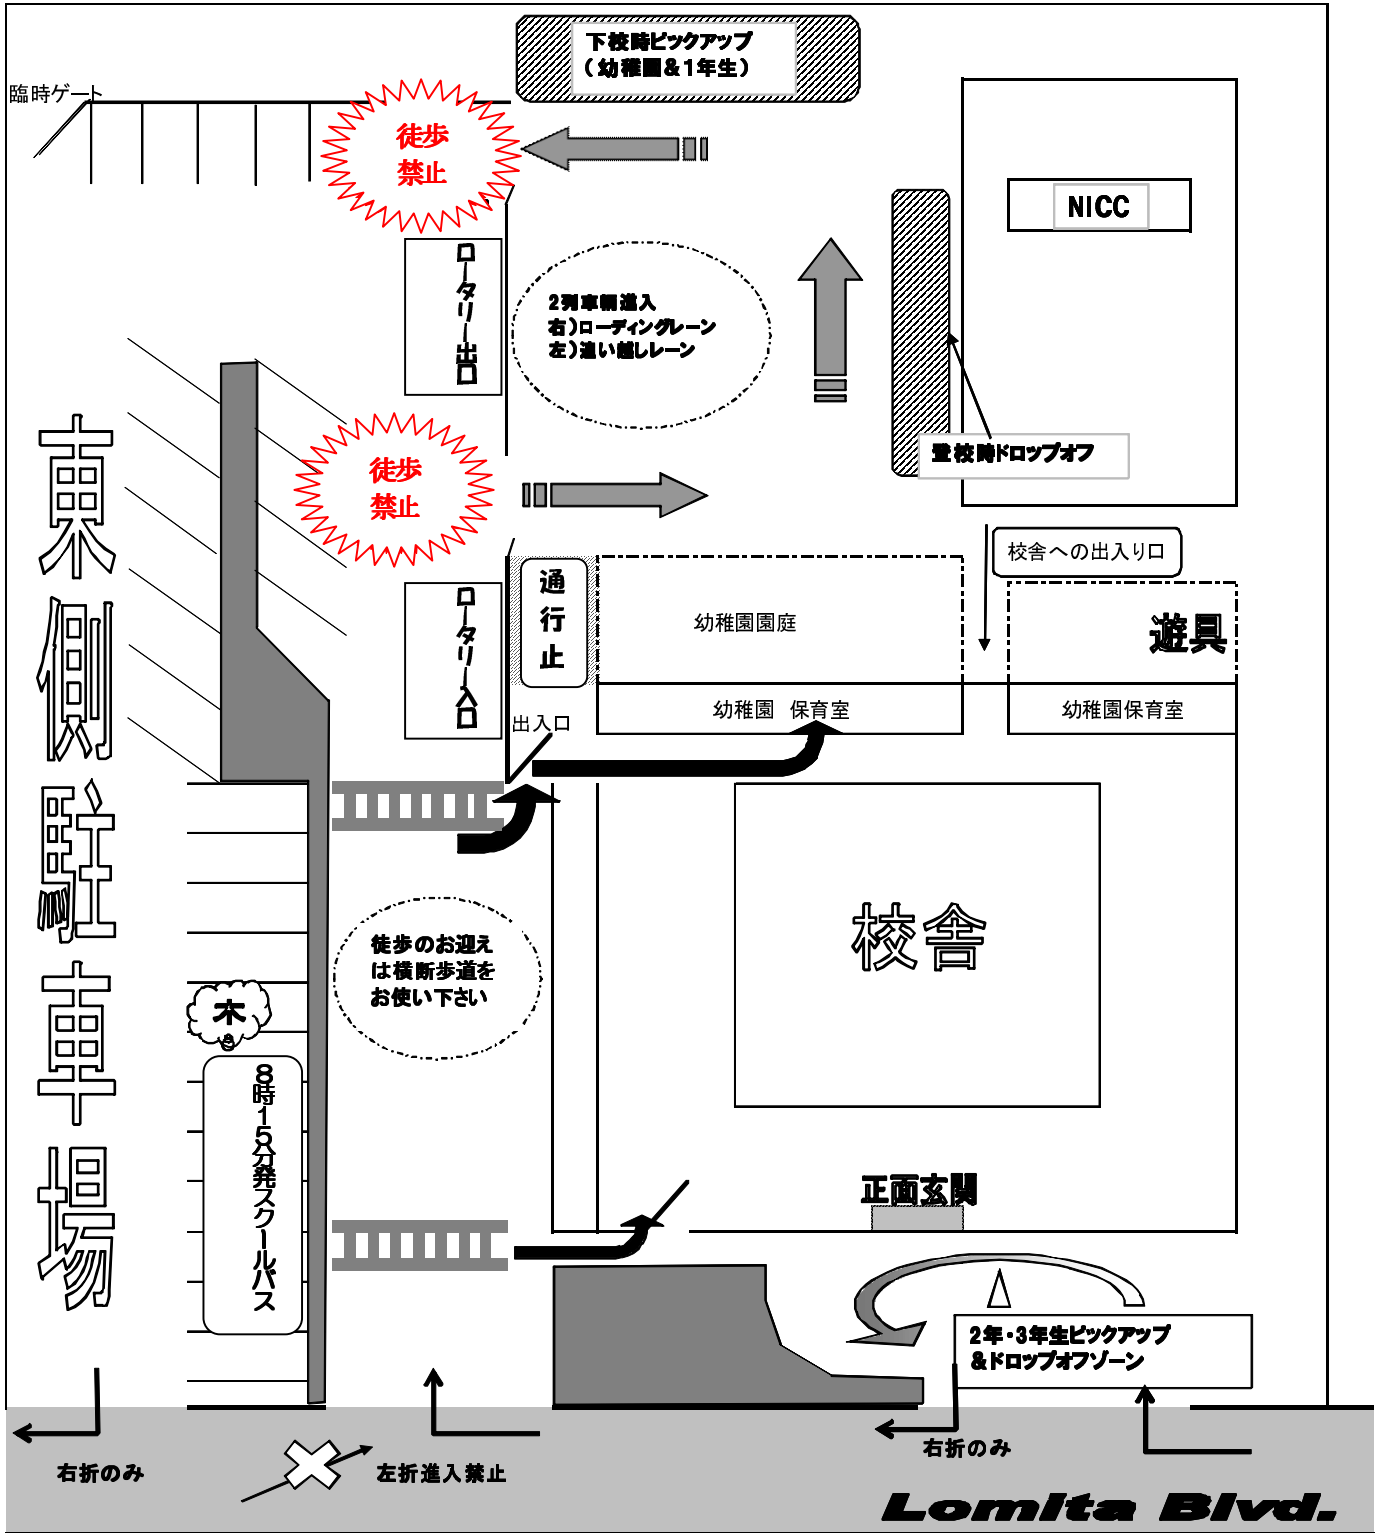 下校時ピックアップ
(幼稚園&1年生)
臨時ゲート
徒歩
禁止
NICC
ロータリー出口
2列車輌進入
右)ローディングレーン
左)追い越しレーン
登校時ドロップオフ
徒歩
禁止
東側駐車場
校舎への出入り口
通行止
ロータリー入口
幼稚園園庭
遊具
幼稚園 保育室
幼稚園保育室
出入口
校舎
徒歩のお迎え
は横断歩道を
お使い下さい
木
8時15分発スクールバス
正面玄関
2年・3年生ピックアップ
&ドロップオフゾーン
右折のみ
左折進入禁止
右折のみ
Lomita Blvd.